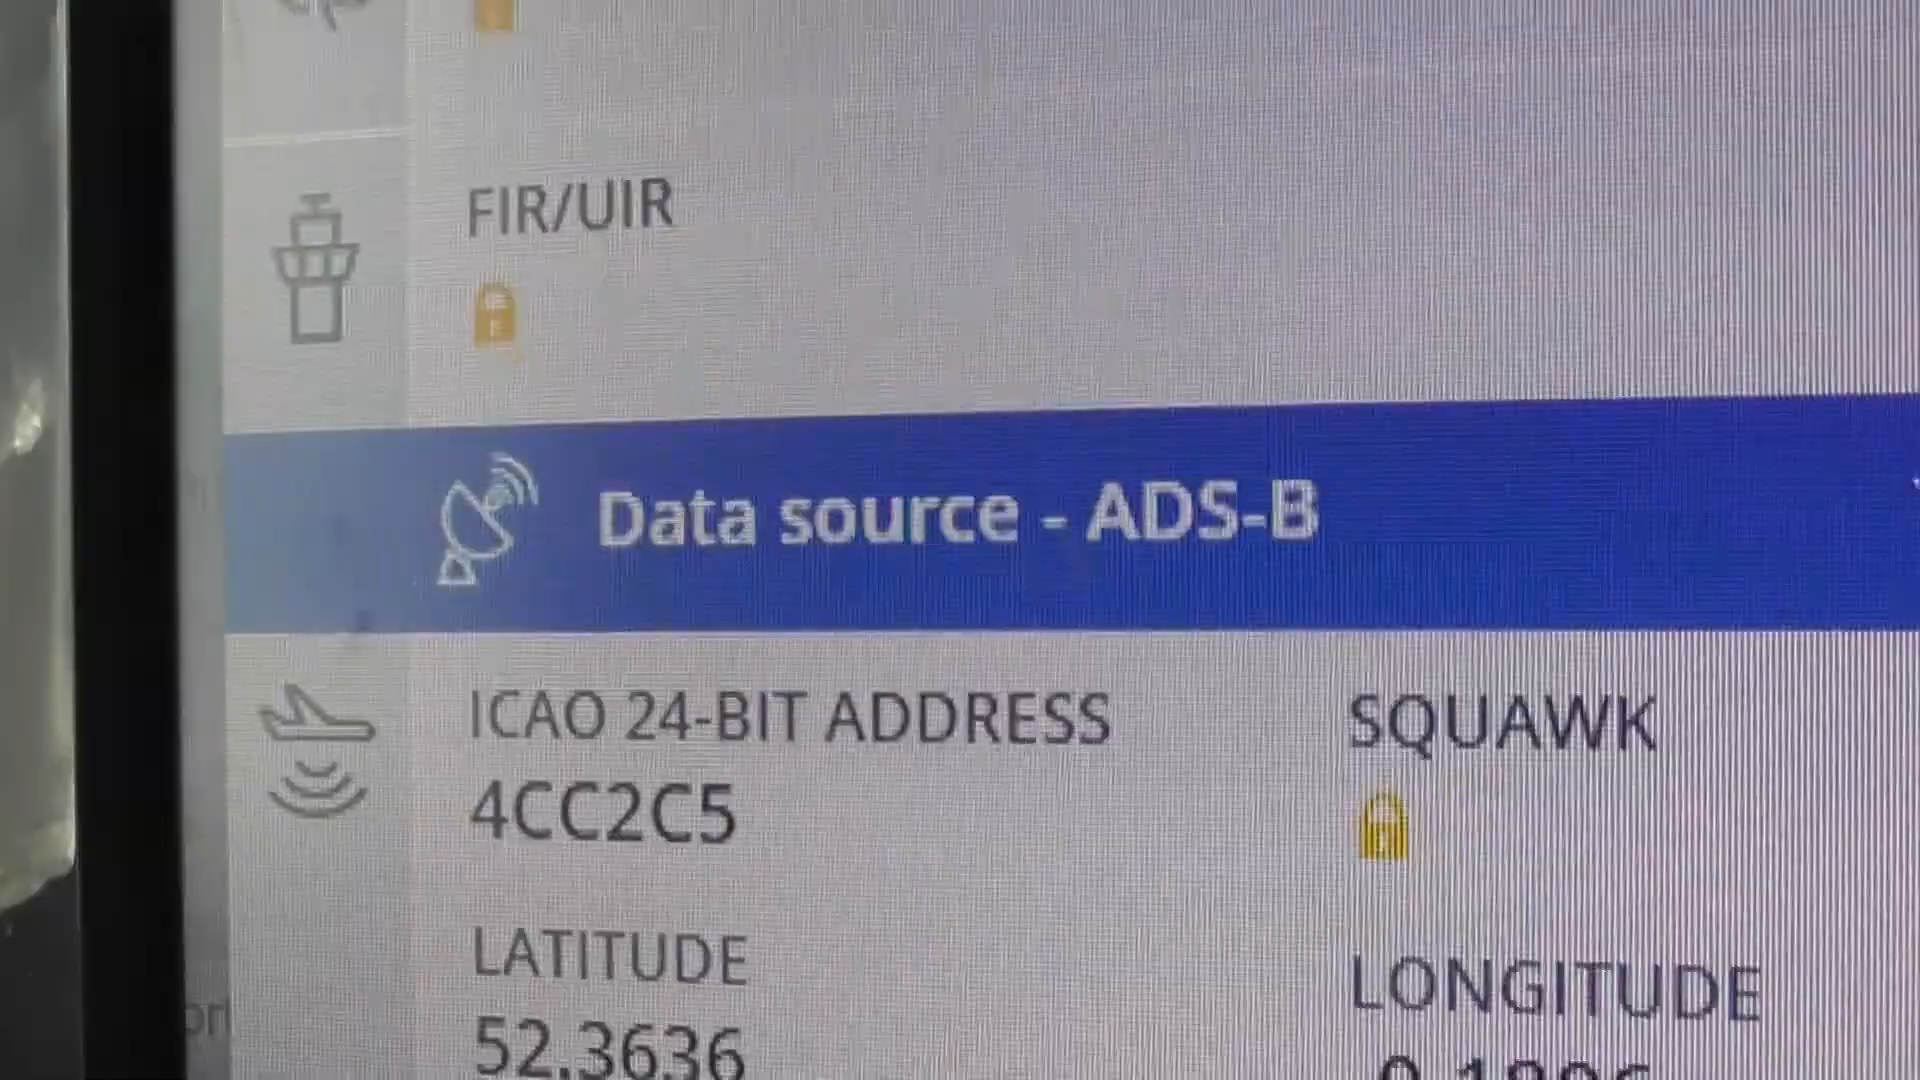 FIR/UIR
Data source - ADS-B
ICAO 24-BIT ADDRESS
SQUAWK
4CC2C5
LATITUDE
LONGITUDE
52.3636